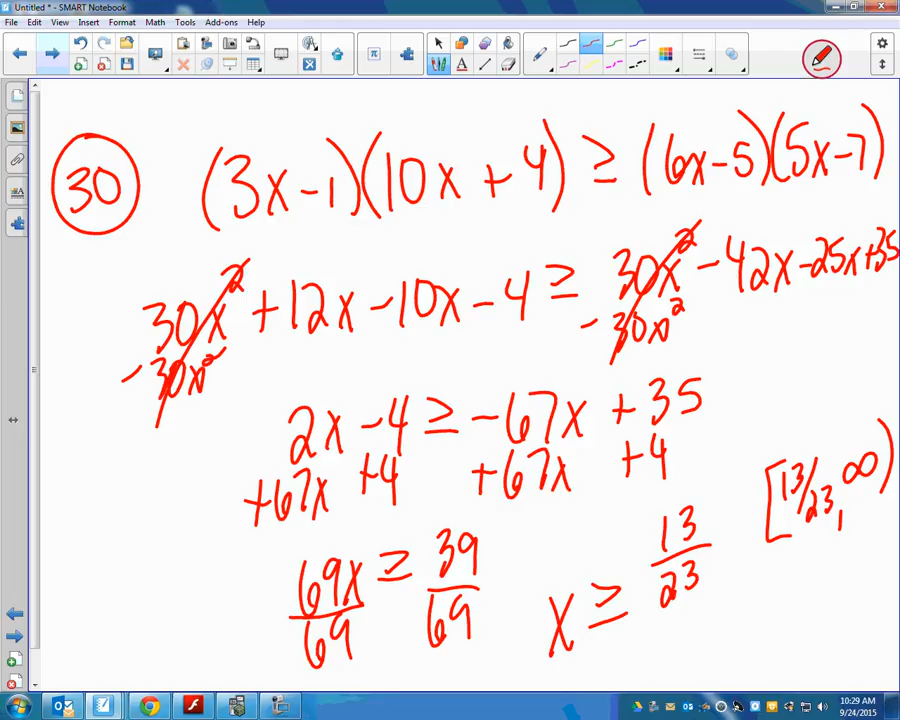 Untitled * - SMART Notebook
File Edit View Insert Format Math Tools Add-ons Help
30 (3x-1)(10x+4) ≥ (6x-5)(5x-7)
30x² +12x-10x-4 ≥ 30x² -42x-25x+35
-30x² -30x²
2x-4 ≥ -67x +35
+67x +4 +67x +4
69x/69 ≥ 39/69
x ≥ 13/23
[13/23, ∞)
10:29 AM
9/24/2015